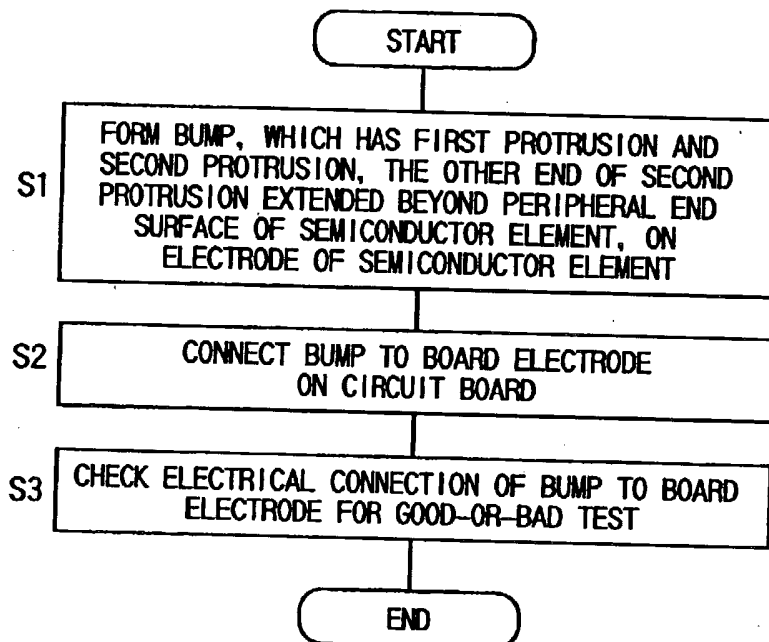 START
S1
FORM BUMP, WHICH HAS FIRST PROTRUSION AND
SECOND PROTRUSION, THE OTHER END OF SECOND
PROTRUSION EXTENDED BEYOND PERIPHERAL END
SURFACE OF SEMICONDUCTOR ELEMENT, ON
ELECTRODE OF SEMICONDUCTOR ELEMENT
S2
CONNECT BUMP TO BOARD ELECTRODE
ON CIRCUIT BOARD
S3
CHECK ELECTRICAL CONNECTION OF BUMP TO BOARD
ELECTRODE FOR GOOD-OR-BAD TEST
END